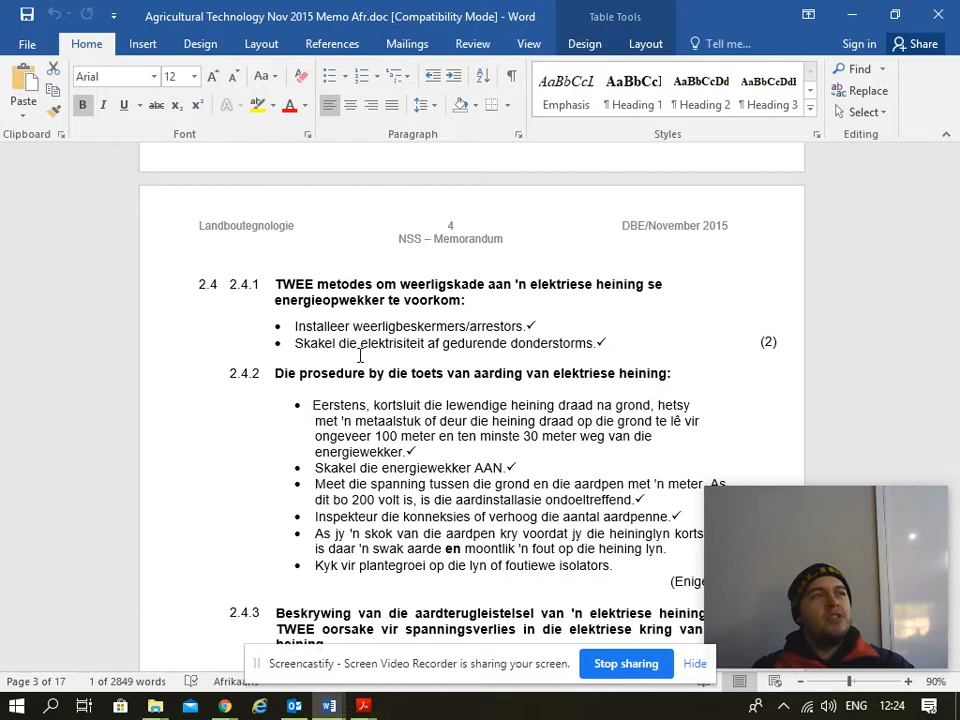 Agricultural Technology Nov 2015 Memo Afr.doc [Compatibility Mode] - Word
Table Tools
File Home Insert Design Layout References Mailings Review View Design Layout Tell me... Sign in Share
Paste
Arial 12
Clipboard
Font
Paragraph
AaBbCcL AaBbCcI AaBbCcDd AaBbCcDdI
Emphasis ¶ Heading 1 ¶ Heading 2 ¶ Heading 3
Styles
Find
Replace
Select
Editing
Landboutegnologie 4 DBE/November 2015
NSS – Memorandum
2.4 2.4.1 TWEE metodes om weerligskade aan 'n elektriese heining se
energieopwekker te voorkom:
• Installeer weerligbeskermers/arrestors.✓
• Skakel die elektrisiteit af gedurende donderstorms.✓ (2)
2.4.2 Die prosedure by die toets van aarding van elektriese heining:
• Eerstens, kortsluit die lewendige heining draad na grond, hetsy
met 'n metaalstuk of deur die heining draad op die grond te lê vir
ongeveer 100 meter en ten minste 30 meter weg van die
energiewekker.✓
• Skakel die energiewekker AAN.✓
• Meet die spanning tussen die grond en die aardpen met 'n meter. As
dit bo 200 volt is, is die aardinstallasie ondoeltreffend.✓
• Inspekteur die konneksies of verhoog die aantal aardpenne.✓
• As jy 'n skok van die aardpen kry voordat jy die heininglyn korts
is daar 'n swak aarde en moontlik 'n fout op die heining lyn.
• Kyk vir plantegroei op die lyn of foutiewe isolators.
(Enige
2.4.3 Beskrywing van die aardterugleistelsel van 'n elektriese heining
TWEE oorsake vir spanningsverlies in die elektriese kring van
Screencastify - Screen Video Recorder is sharing your screen. Stop sharing Hide
Page 3 of 17 1 of 2849 words Afrikaans 90%
ENG 12:24